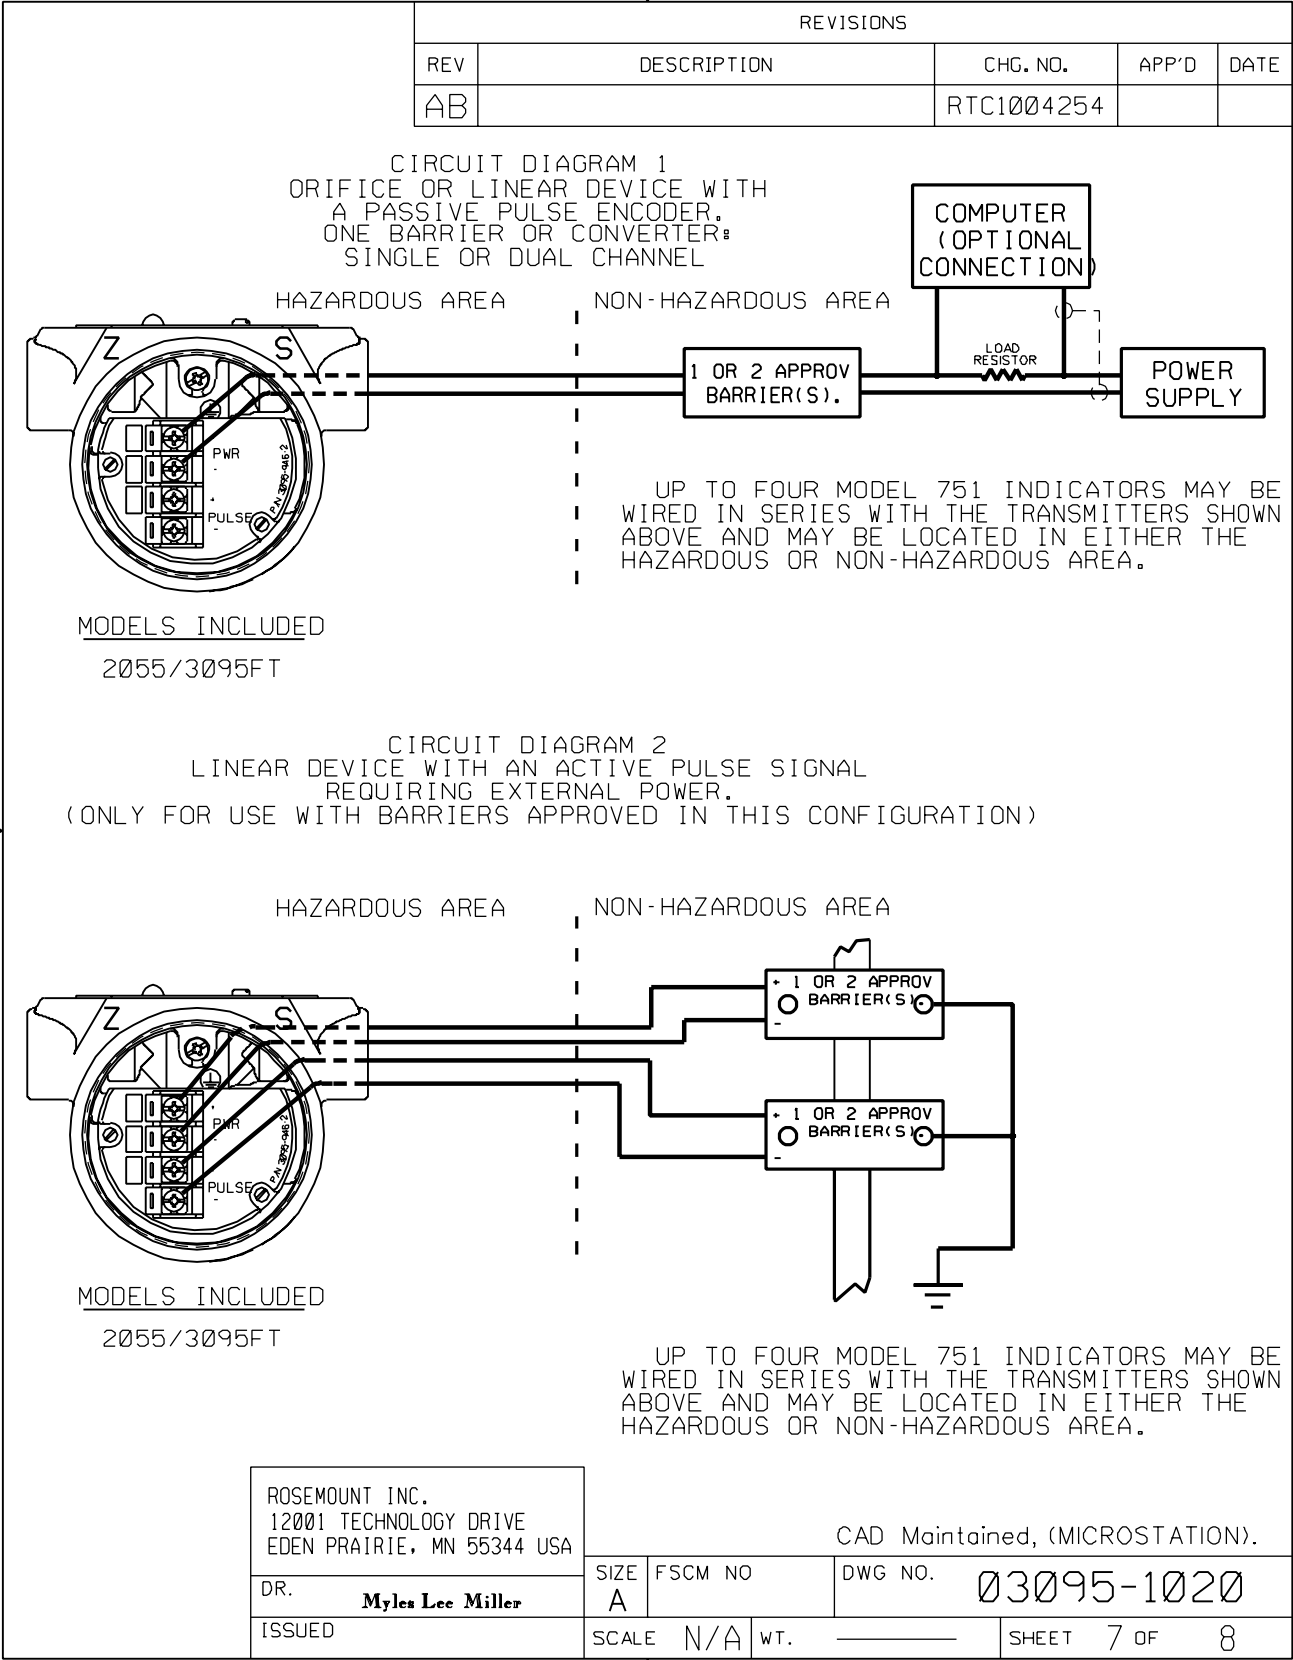 REVISIONS
REV DESCRIPTION CHG. NO. APP'D DATE
AB RTC1004254
CIRCUIT DIAGRAM 1
ORIFICE OR LINEAR DEVICE WITH
A PASSIVE PULSE ENCODER.
ONE BARRIER OR CONVERTER:
SINGLE OR DUAL CHANNEL
COMPUTER
(OPTIONAL
CONNECTION)
HAZARDOUS AREA NON-HAZARDOUS AREA
Z S
LOAD
RESISTOR
1 OR 2 APPROV
BARRIER(S).
POWER
SUPPLY
PWR
-
+
PULSE
-
P/N 3095-946-2
UP TO FOUR MODEL 751 INDICATORS MAY BE
WIRED IN SERIES WITH THE TRANSMITTERS SHOWN
ABOVE AND MAY BE LOCATED IN EITHER THE
HAZARDOUS OR NON-HAZARDOUS AREA.
MODELS INCLUDED
2055/3095FT
CIRCUIT DIAGRAM 2
LINEAR DEVICE WITH AN ACTIVE PULSE SIGNAL
REQUIRING EXTERNAL POWER.
(ONLY FOR USE WITH BARRIERS APPROVED IN THIS CONFIGURATION)
HAZARDOUS AREA NON-HAZARDOUS AREA
+ 1 OR 2 APPROV
BARRIER(S) -
-
Z S
+
PWR
-
PULSE
-
P/N 3095-946-2
+ 1 OR 2 APPROV
BARRIER(S) -
-
MODELS INCLUDED
2055/3095FT
UP TO FOUR MODEL 751 INDICATORS MAY BE
WIRED IN SERIES WITH THE TRANSMITTERS SHOWN
ABOVE AND MAY BE LOCATED IN EITHER THE
HAZARDOUS OR NON-HAZARDOUS AREA.
ROSEMOUNT INC.
12001 TECHNOLOGY DRIVE
EDEN PRAIRIE, MN 55344 USA
CAD Maintained, (MICROSTATION).
DR. Myles Lee Miller
SIZE A FSCM NO DWG NO. 03095-1020
ISSUED
SCALE N/A WT. SHEET 7 OF 8